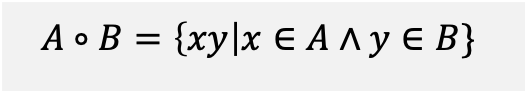 A ∘ B = {xy|x ∈ A ∧ y ∈ B}